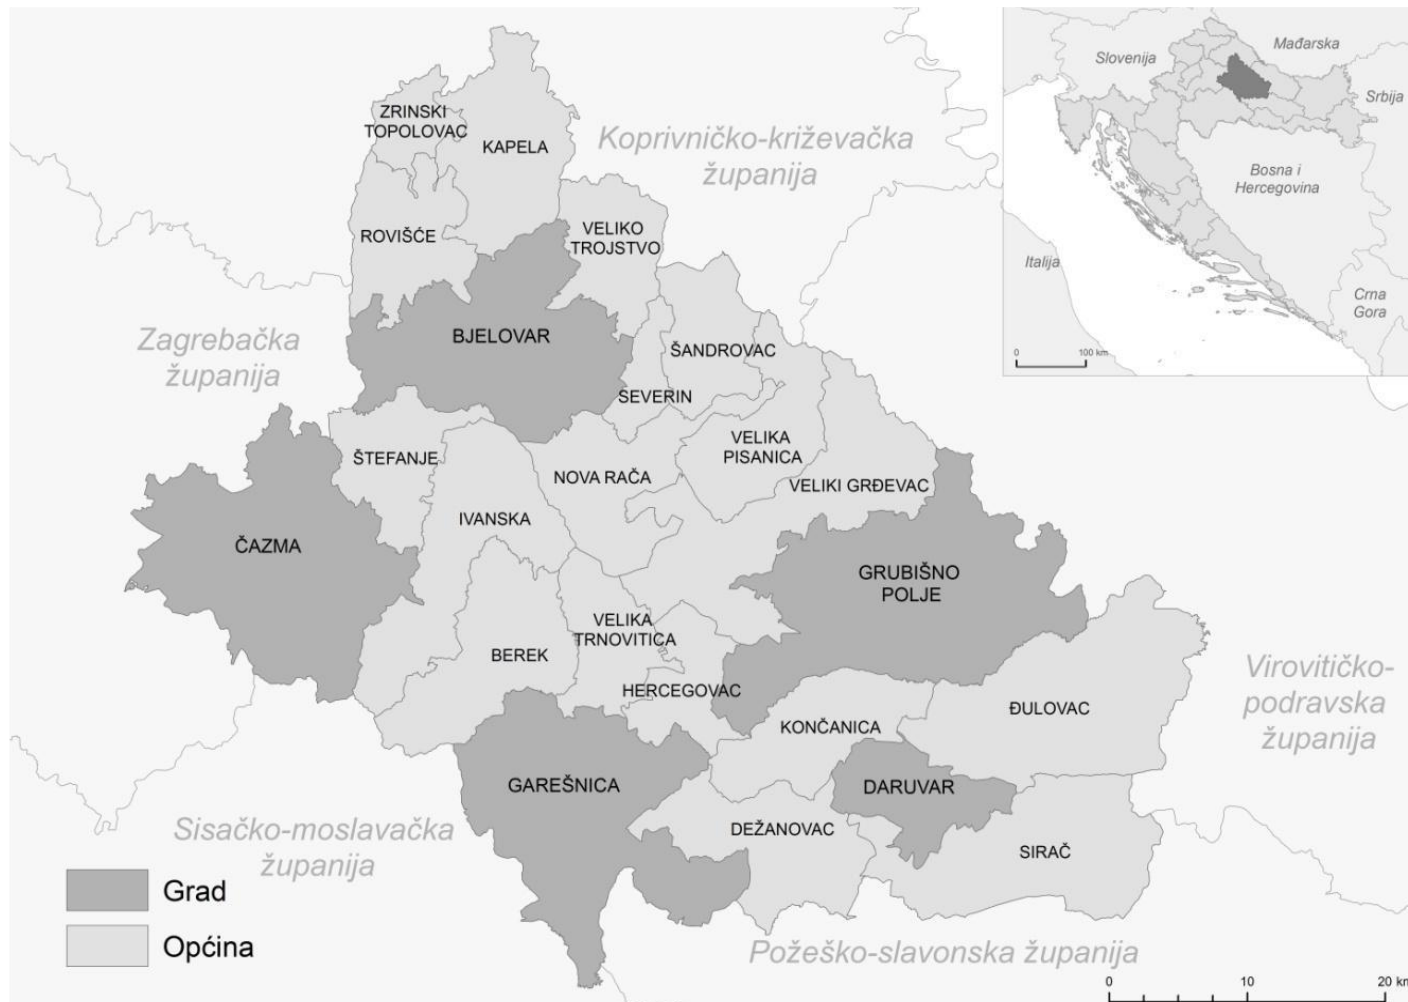 ZRINSKI
TOPOLOVAC
KAPELA
Koprivničko-križevačka
županija
ROVIŠĆE
VELIKO
TROJSTVO
Zagrebačka
županija
BJELOVAR
ŠANDROVAC
SEVERIN
ŠTEFANJE
VELIKA
PISANICA
NOVA RAČA
VELIKI GRĐEVAC
IVANSKA
ČAZMA
GRUBIŠNO
POLJE
VELIKA
TRNOVITICA
BEREK
HERCEGOVAC
Virovitičko-
podravska
županija
ĐULOVAC
KONČANICA
GAREŠNICA
DARUVAR
Sisačko-moslavačka
županija
DEŽANOVAC
SIRAČ
Požeško-slavonska županija
Grad
Općina
0 10 20 km
Slovenija
Mađarska
Srbija
Bosna i
Hercegovina
Italija
Crna
Gora
0 100 km